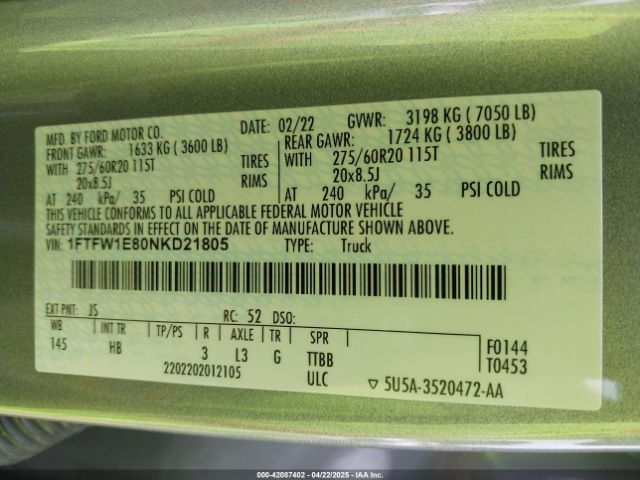 MFD. BY FORD MOTOR CO. DATE: 02/22 GVWR: 3198 KG ( 7050 LB)
FRONT GAWR: 1633 KG ( 3600 LB) REAR GAWR: 1724 KG ( 3800 LB)
WITH 275/60R20 115T TIRES WITH 275/60R20 115T TIRES
20x8.5J RIMS 20x8.5J RIMS
AT 240 kPa/ 35 PSI COLD AT 240 kPa/ 35 PSI COLD
THIS VEHICLE CONFORMS TO ALL APPLICABLE FEDERAL MOTOR VEHICLE
SAFETY STANDARDS IN EFFECT ON THE DATE OF MANUFACTURE SHOWN ABOVE.
VIN: 1FTFW1E80NKD21805 TYPE: Truck
EXT PNT: JS RC: 52 DSO:
WB INT TR TP/PS R AXLE TR SPR
145 HB 3 L3 G TTBB F0144
2202202012105 ULC T0453
▽ 5U5A-3520472-AA
000-42087402 - 04/22/2025 - IAA Inc.